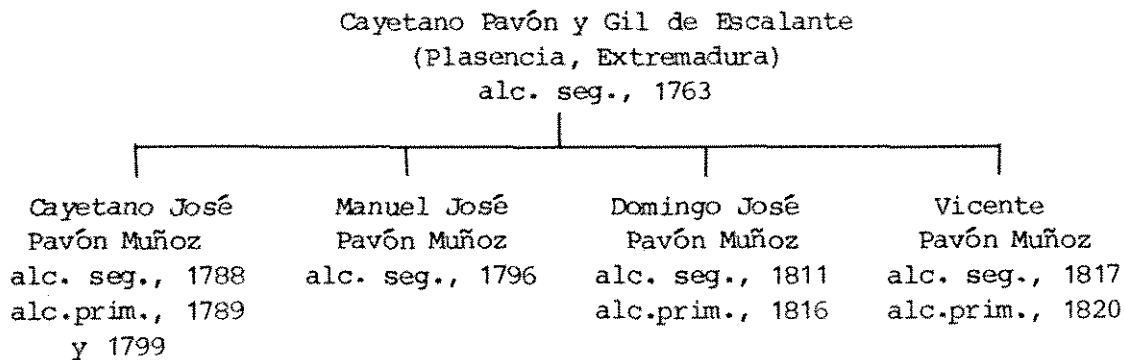 Cayetano Pavón y Gil de Escalante
(Plasencia, Extremadura)
alc. seg., 1763
Cayetano José
Pavón Muñoz
alc. seg., 1788
alc.prim., 1789
y 1799
Manuel José
Pavón Muñoz
alc. seg., 1796
Domingo José
Pavón Muñoz
alc. seg., 1811
alc.prim., 1816
Vicente
Pavón Muñoz
alc. seg., 1817
alc.prim., 1820